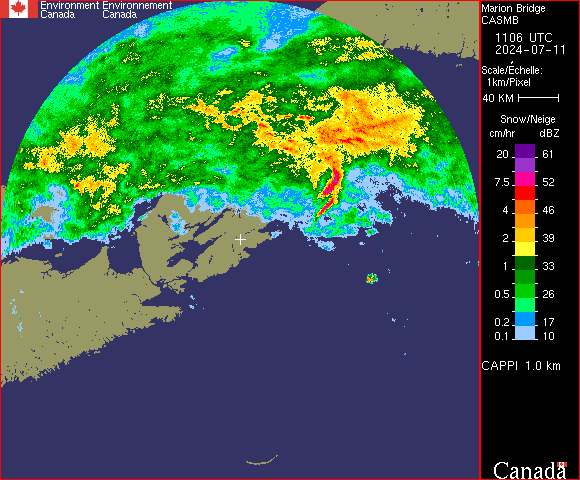 Environment Environnement
Canada Canada
Marion Bridge
CASMB
1106 UTC
2024-07-11
Scale/Echelle:
1km/Pixel
40 KM
Snow/Neige
cm/hr dBZ
20 61
7.5 52
4 46
2 39
1 33
0.5 26
0.2 17
0.1 10
CAPPI 1.0 km
Canada